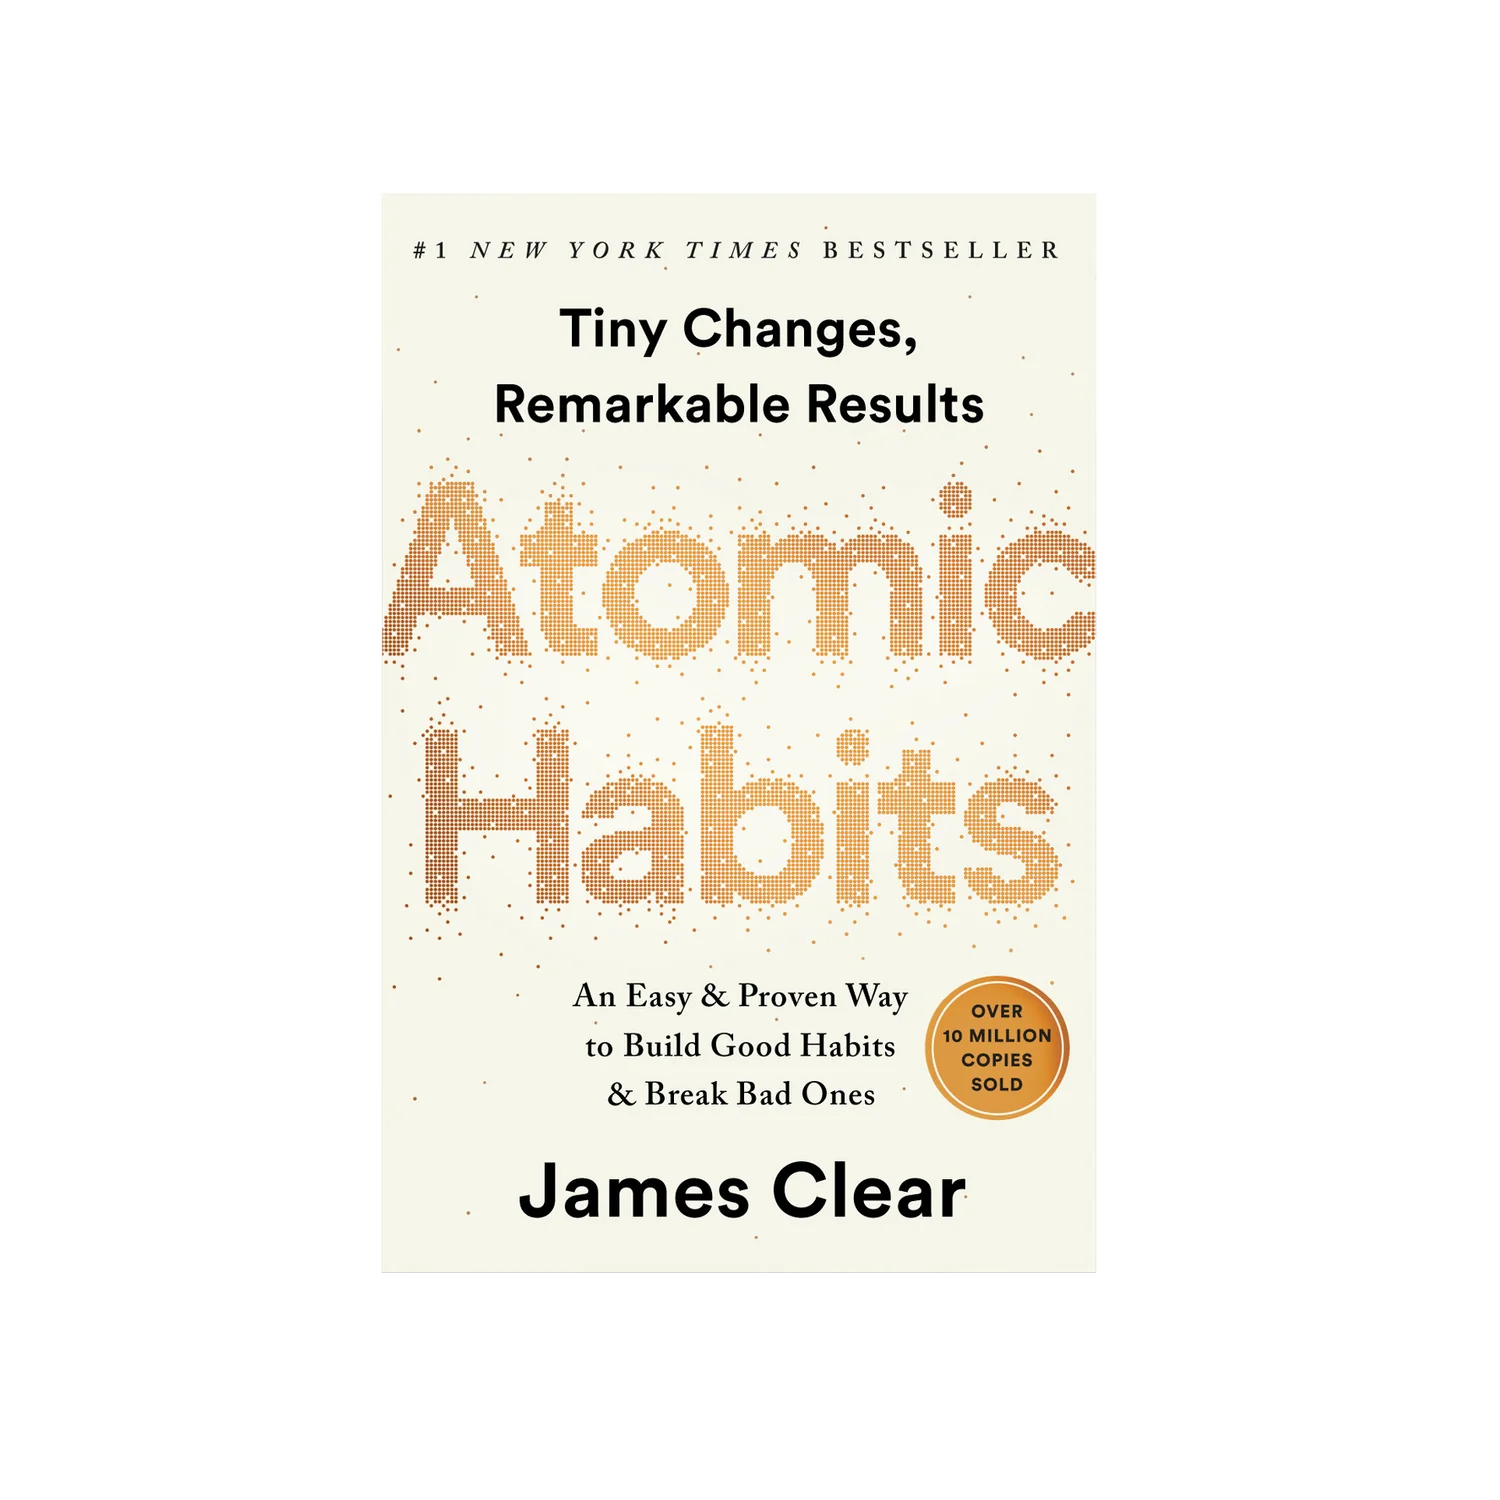 #1 NEW YORK TIMES BESTSELLER
Tiny Changes,
Remarkable Results
Atomic
Habits
An Easy & Proven Way
to Build Good Habits
& Break Bad Ones
OVER
10 MILLION
COPIES
SOLD
James Clear